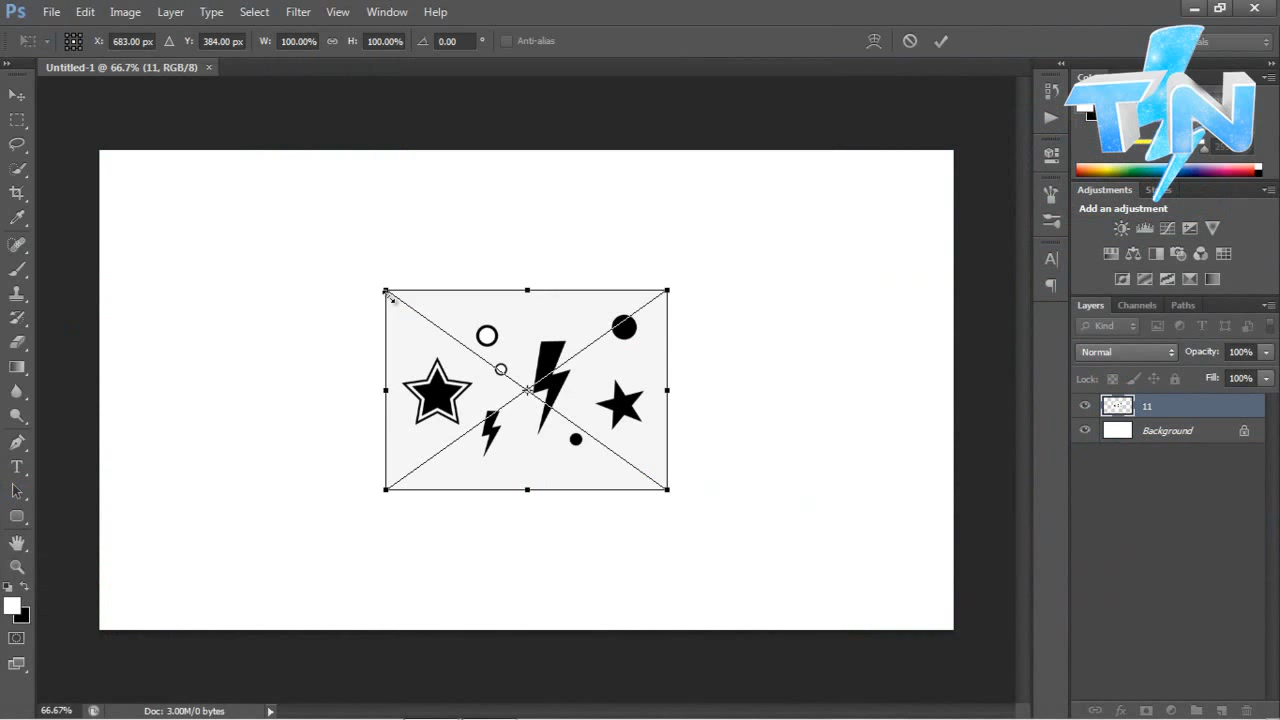 Ps File Edit Image Layer Type Select Filter View Window Help
X: 683.00 px Y: 384.00 px W: 100.00% H: 100.00% 0.00 ° Anti-alias
Untitled-1 @ 66.7% (11, RGB/8) ×
TN
Adjustments
Add an adjustment
Layers Channels Paths
Kind
Normal Opacity: 100%
Lock: Fill: 100%
11
Background
66.67% Doc: 3.00M/0 bytes